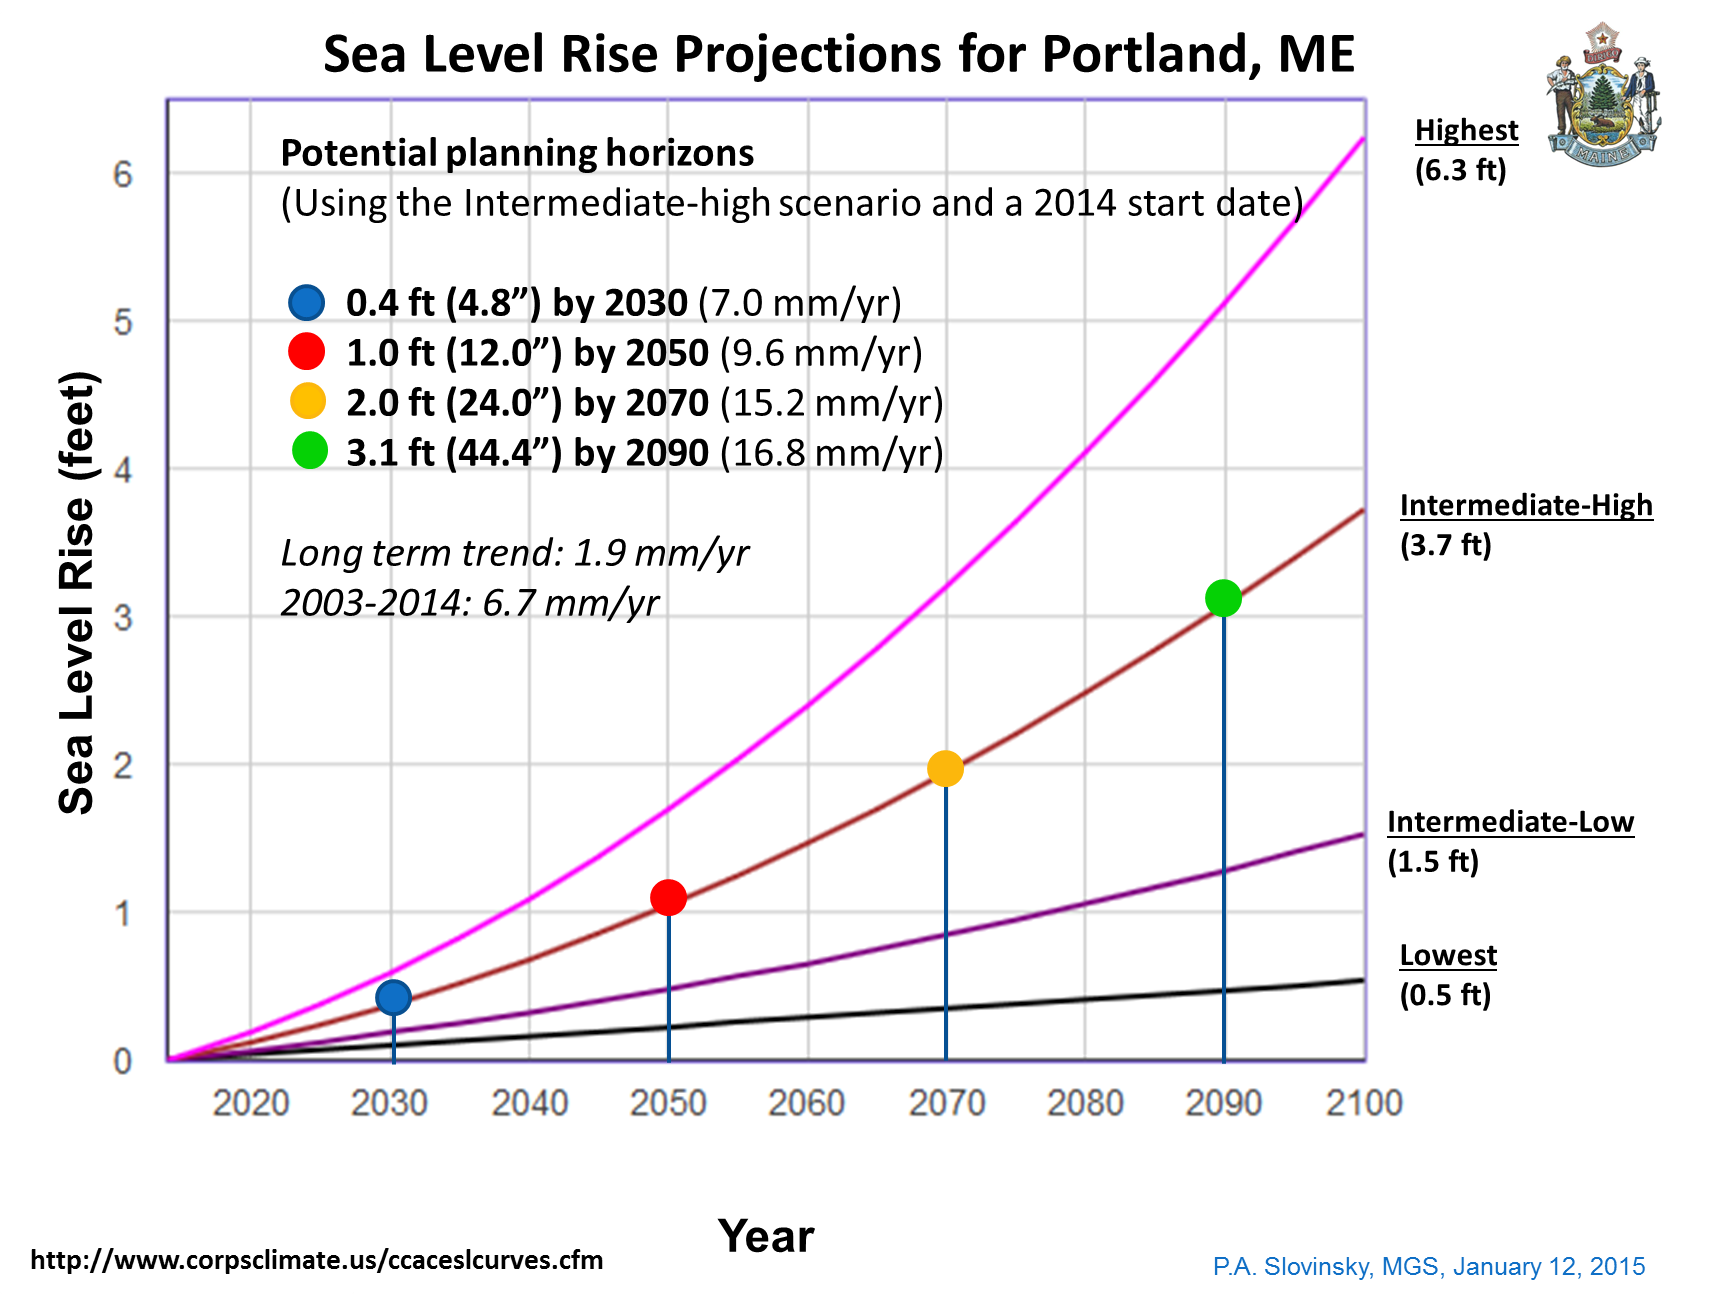 Sea Level Rise Projections for Portland, ME
Potential planning horizons
(Using the Intermediate-high scenario and a 2014 start date)
0.4 ft (4.8”) by 2030 (7.0 mm/yr)
1.0 ft (12.0”) by 2050 (9.6 mm/yr)
2.0 ft (24.0”) by 2070 (15.2 mm/yr)
3.1 ft (44.4”) by 2090 (16.8 mm/yr)
Long term trend: 1.9 mm/yr
2003-2014: 6.7 mm/yr
Sea Level Rise (feet)
6
5
4
3
2
1
0
2020 2030 2040 2050 2060 2070 2080 2090 2100
Year
Highest
(6.3 ft)
Intermediate-High
(3.7 ft)
Intermediate-Low
(1.5 ft)
Lowest
(0.5 ft)
MAINE
http://www.corpsclimate.us/ccaceslcurves.cfm
P.A. Slovinsky, MGS, January 12, 2015